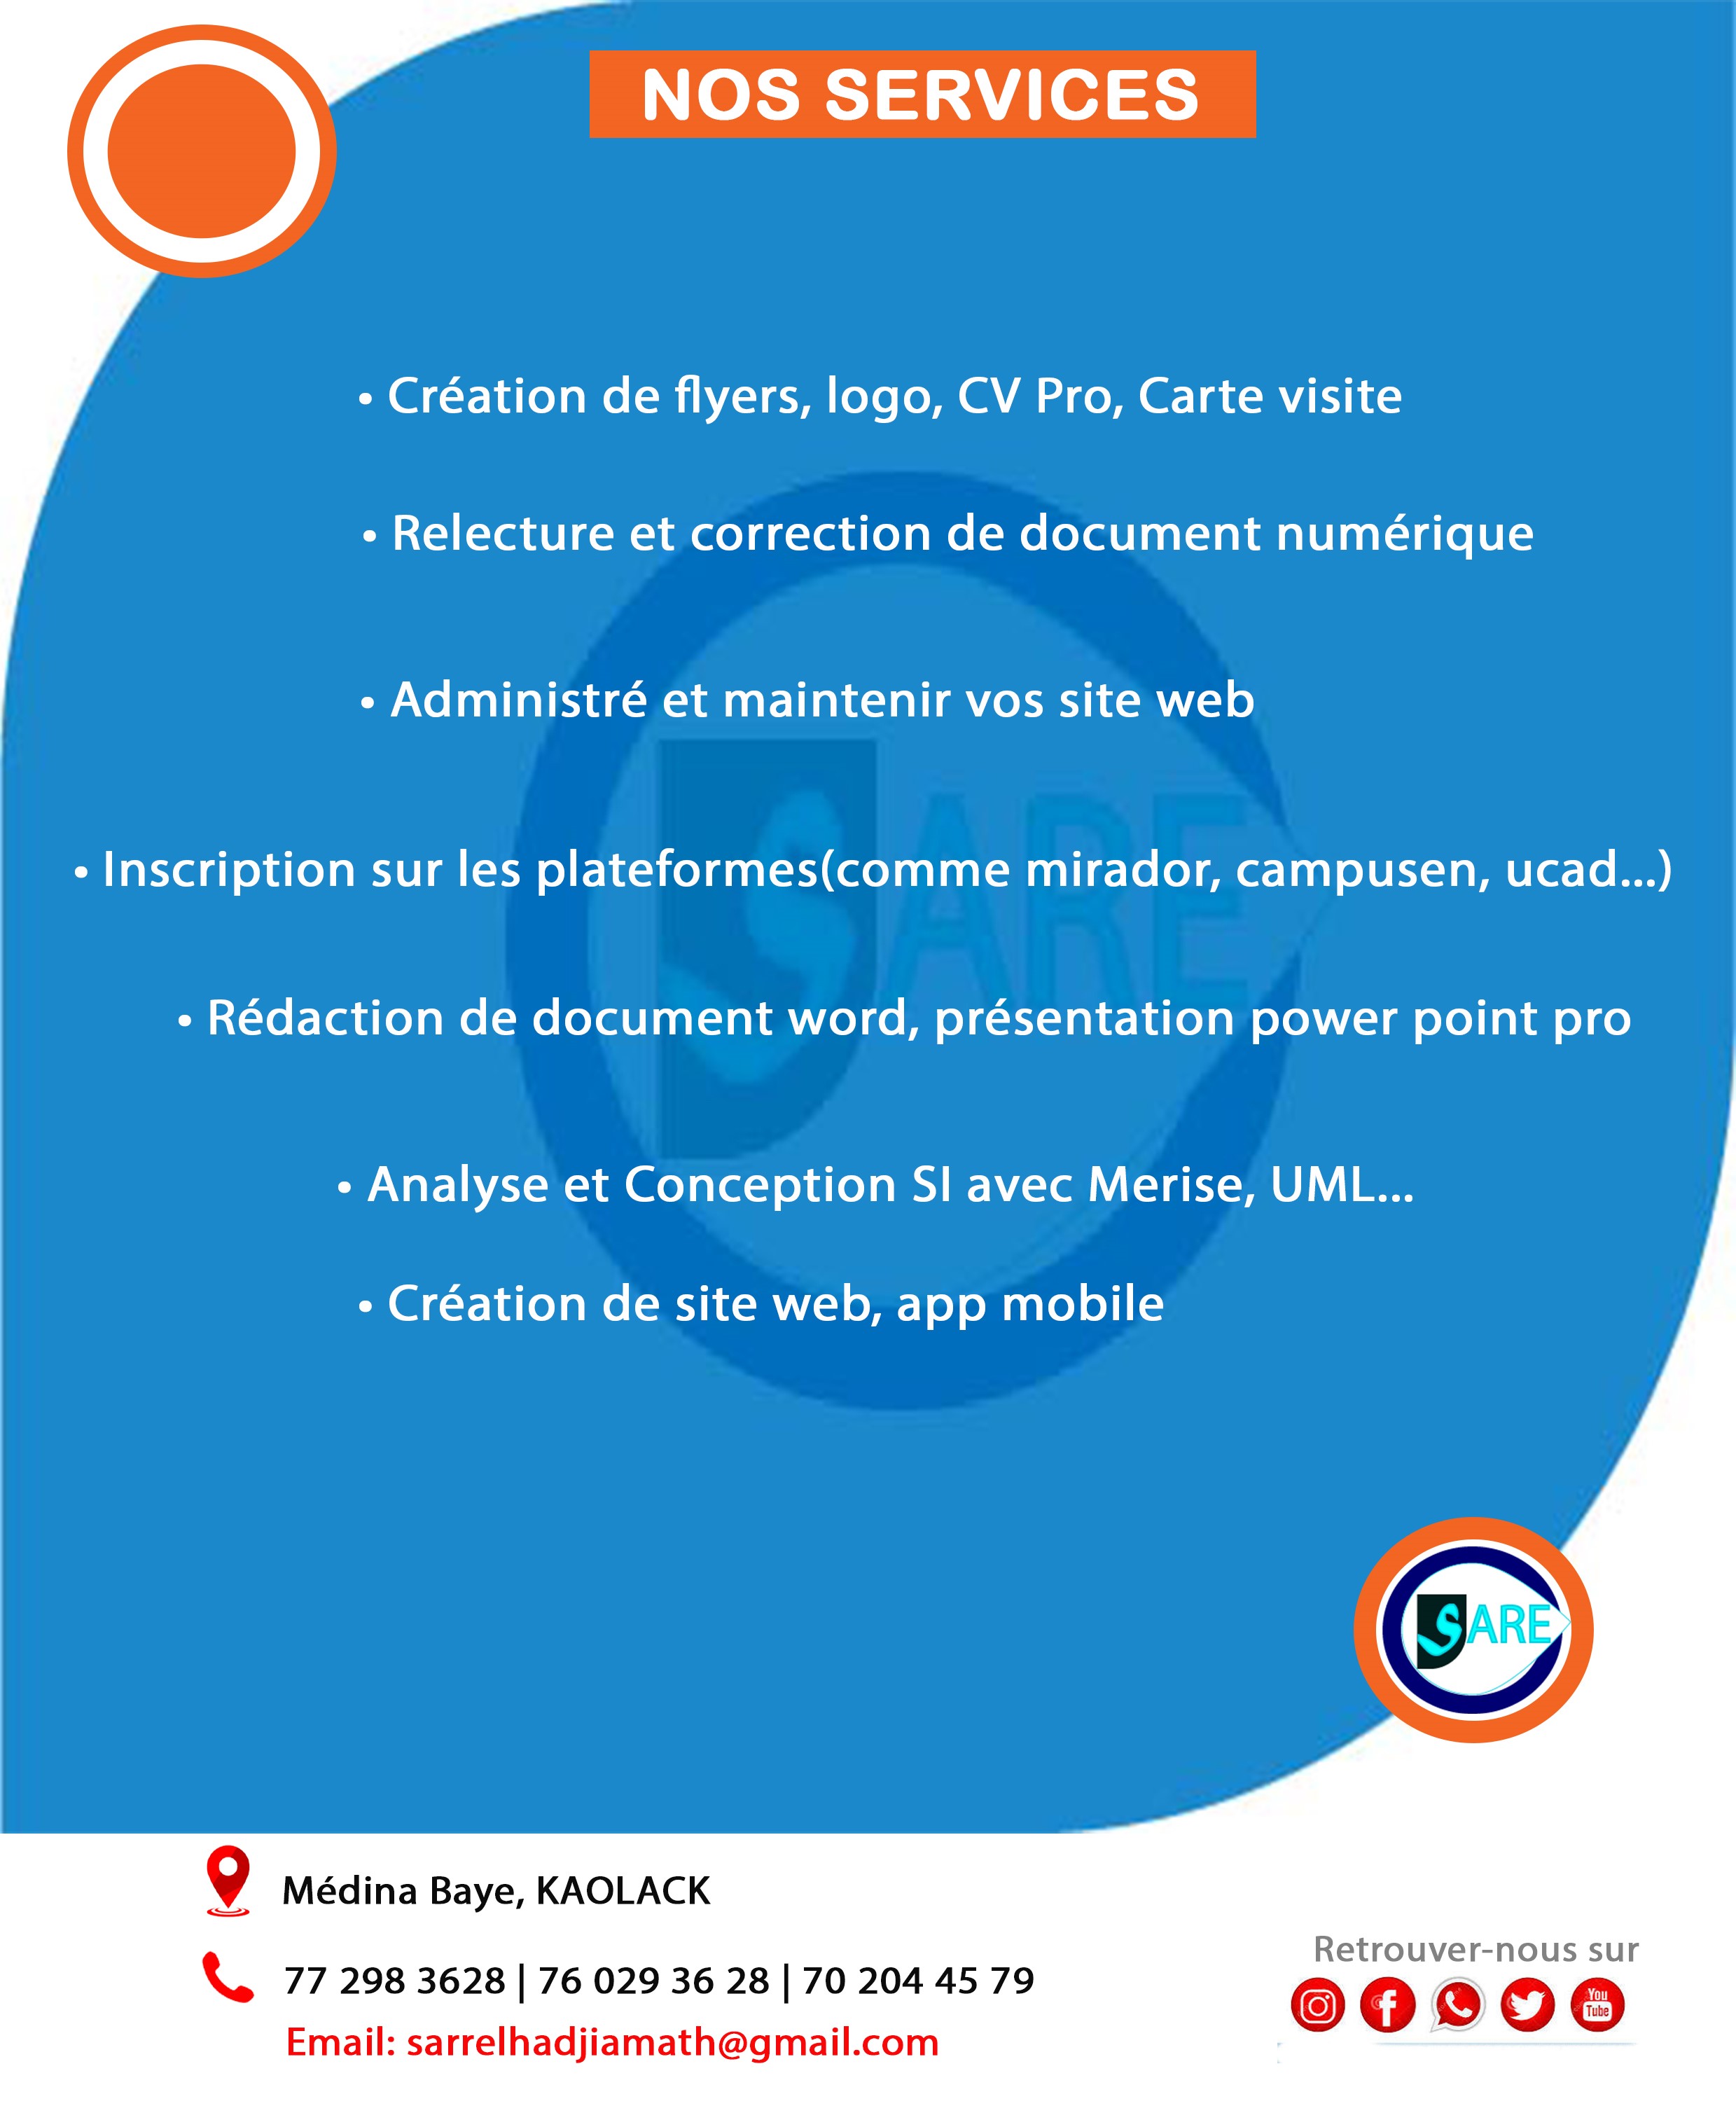 NOS SERVICES
• Création de flyers, logo, CV Pro, Carte visite
• Relecture et correction de document numérique
• Administré et maintenir vos site web
SARE
• Inscription sur les plateformes(comme mirador, campusen, ucad...)
• Rédaction de document word, présentation power point pro
• Analyse et Conception SI avec Merise, UML...
• Création de site web, app mobile
SARE
Médina Baye, KAOLACK
77 298 3628 | 76 029 36 28 | 70 204 45 79
Email: sarrelhadjiamath@gmail.com
Retrouver-nous sur
You
Tube